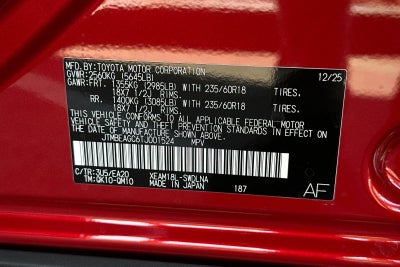 MFD.BY:TOYOTA MOTOR CORPORATION 12/25
GVWR:2560KG (5645LB)
GAWR:FRT. 1355KG (2985LB) WITH 235/60R18 TIRES.
18X7 1/2J RIMS.
RR. 1400KG (3085LB) WITH 235/60R18 TIRES.
18X7 1/2J RIMS.
THIS VEHICLE CONFORMS TO ALL APPLICABLE FEDERAL MOTOR
VEHICLE SAFETY STANDARDS IN EFFECT ON
THE DATE OF MANUFACTURE SHOWN ABOVE.
JTMBEAGC6TJ001524 MPV
C/TR:3U5/EA20 XEAM18L-SWDLNA
TM:QK10-QM10 MADE IN JAPAN 187 AF